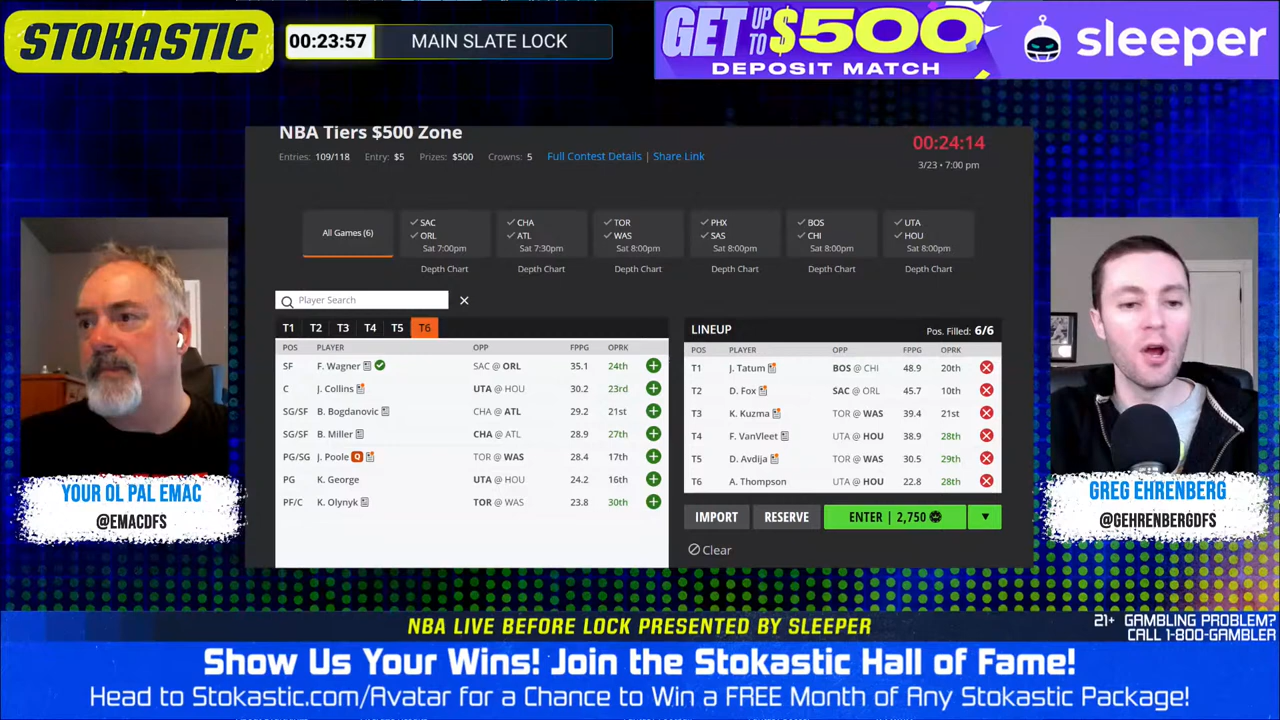 STOKASTIC
00:23:57
MAIN SLATE LOCK
GET UP TO $500
DEPOSIT MATCH
sleeper
NBA Tiers $500 Zone
Entries: 109/118 Entry: $5 Prizes: $500 Crowns: 5 Full Contest Details | Share Link
00:24:14
3/23 • 7:00 pm
All Games (6)
SAC
ORL
Sat 7:00pm
Depth Chart
CHA
ATL
Sat 7:30pm
Depth Chart
TOR
WAS
Sat 8:00pm
Depth Chart
PHX
SAS
Sat 8:00pm
Depth Chart
BOS
CHI
Sat 8:00pm
Depth Chart
UTA
HOU
Sat 8:00pm
Depth Chart
Player Search
T1 T2 T3 T4 T5 T6
POS PLAYER OPP FPPG OPRK
SF F. Wagner SAC @ ORL 35.1 24th
C J. Collins UTA @ HOU 30.2 23rd
SG/SF B. Bogdanovic CHA @ ATL 29.2 21st
SG/SF B. Miller CHA @ ATL 28.9 27th
PG/SG J. Poole Q TOR @ WAS 28.4 17th
PG K. George UTA @ HOU 24.2 16th
PF/C K. Olynyk TOR @ WAS 23.8 30th
LINEUP Pos. Filled: 6/6
POS PLAYER OPP FPPG OPRK
T1 J. Tatum BOS @ CHI 48.9 20th
T2 D. Fox SAC @ ORL 45.7 10th
T3 K. Kuzma TOR @ WAS 39.4 21st
T4 F. VanVleet UTA @ HOU 38.9 28th
T5 D. Avdija TOR @ WAS 30.5 29th
T6 A. Thompson UTA @ HOU 22.8 28th
IMPORT RESERVE ENTER | 2,750
Clear
YOUR OL PAL EMAC
@EMACDFS
GREG EHRENBERG
@GEHRENBERGDFS
NBA LIVE BEFORE LOCK PRESENTED BY SLEEPER
21+ GAMBLING PROBLEM?
CALL 1-800-GAMBLER
Show Us Your Wins! Join the Stokastic Hall of Fame!
Head to Stokastic.com/Avatar for a Chance to Win a FREE Month of Any Stokastic Package!